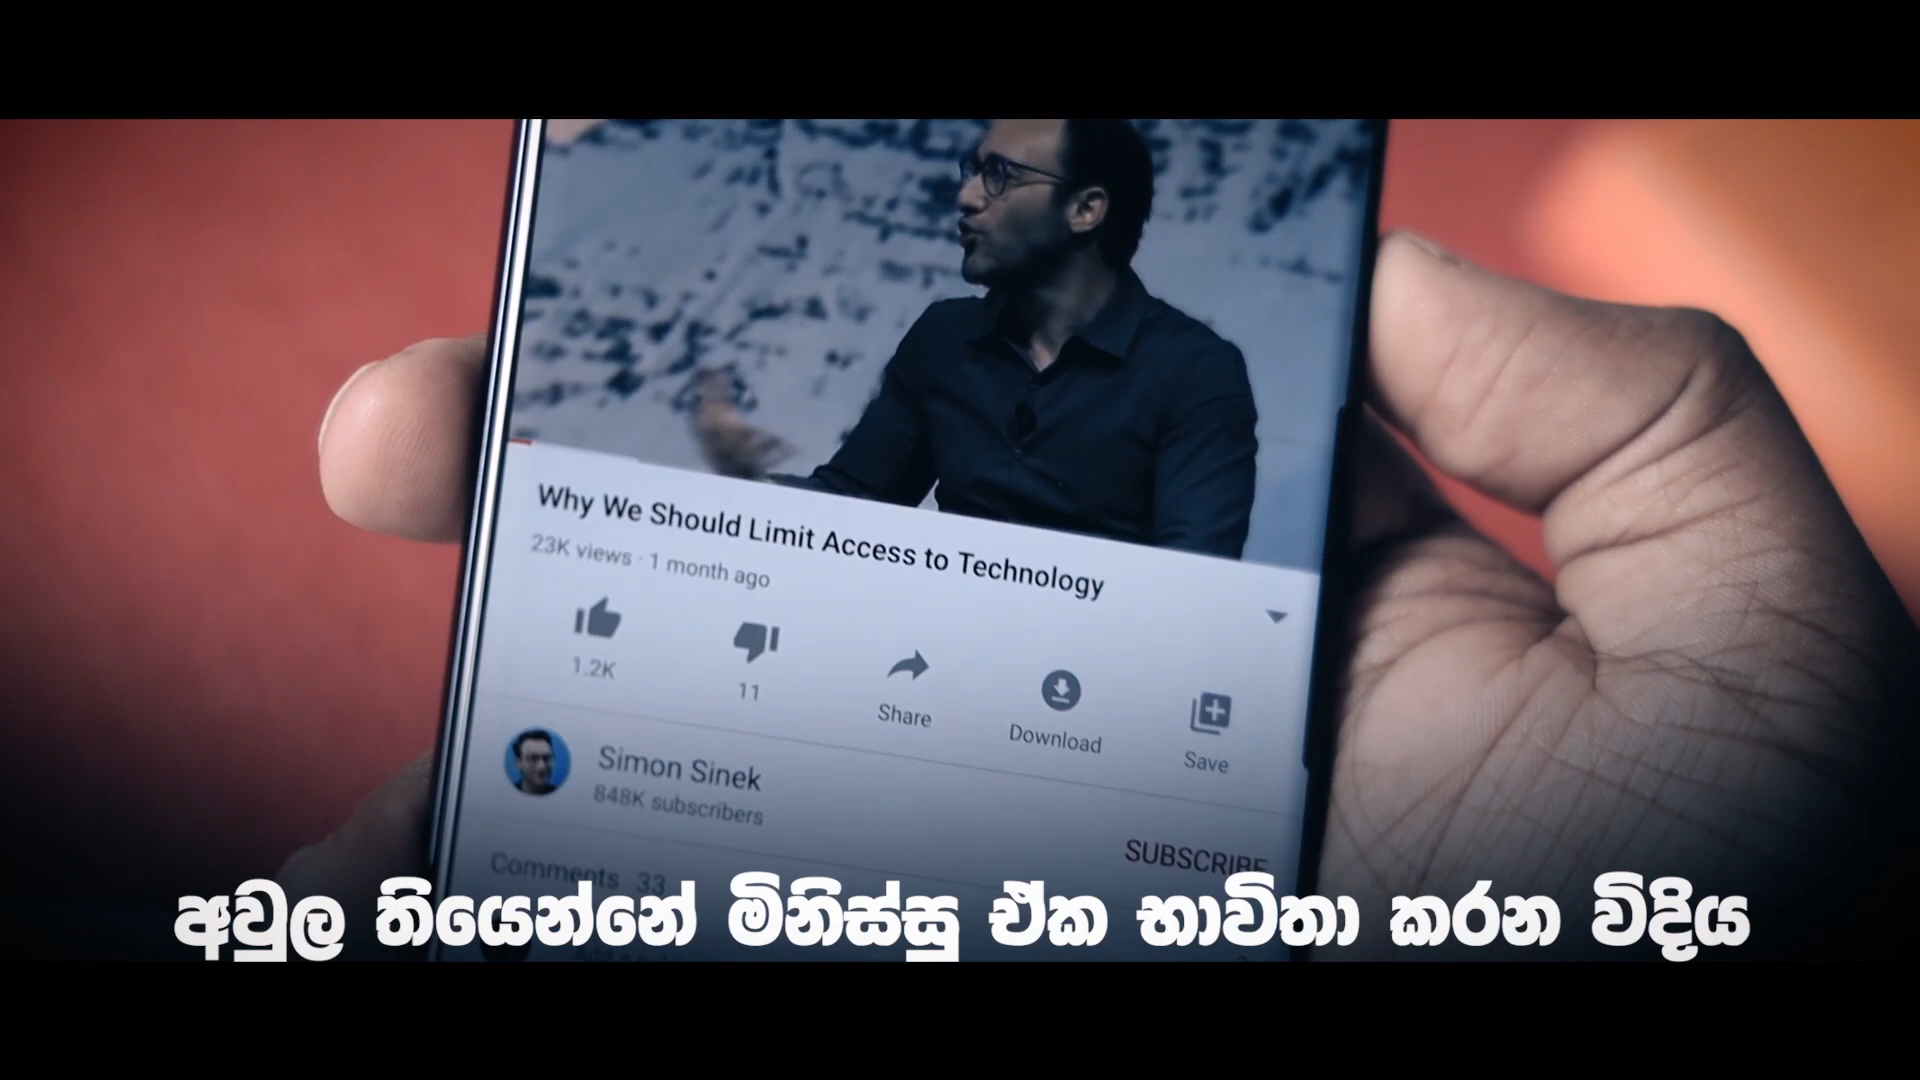 Why We Should Limit Access to Technology
23K views · 1 month ago
1.2K
11
Share
Download
Save
Simon Sinek
848K subscribers
SUBSCRIBE
Comments 33
අවුල තියෙන්නේ මිනිස්සු ඒක භාවිතා කරන විදිය